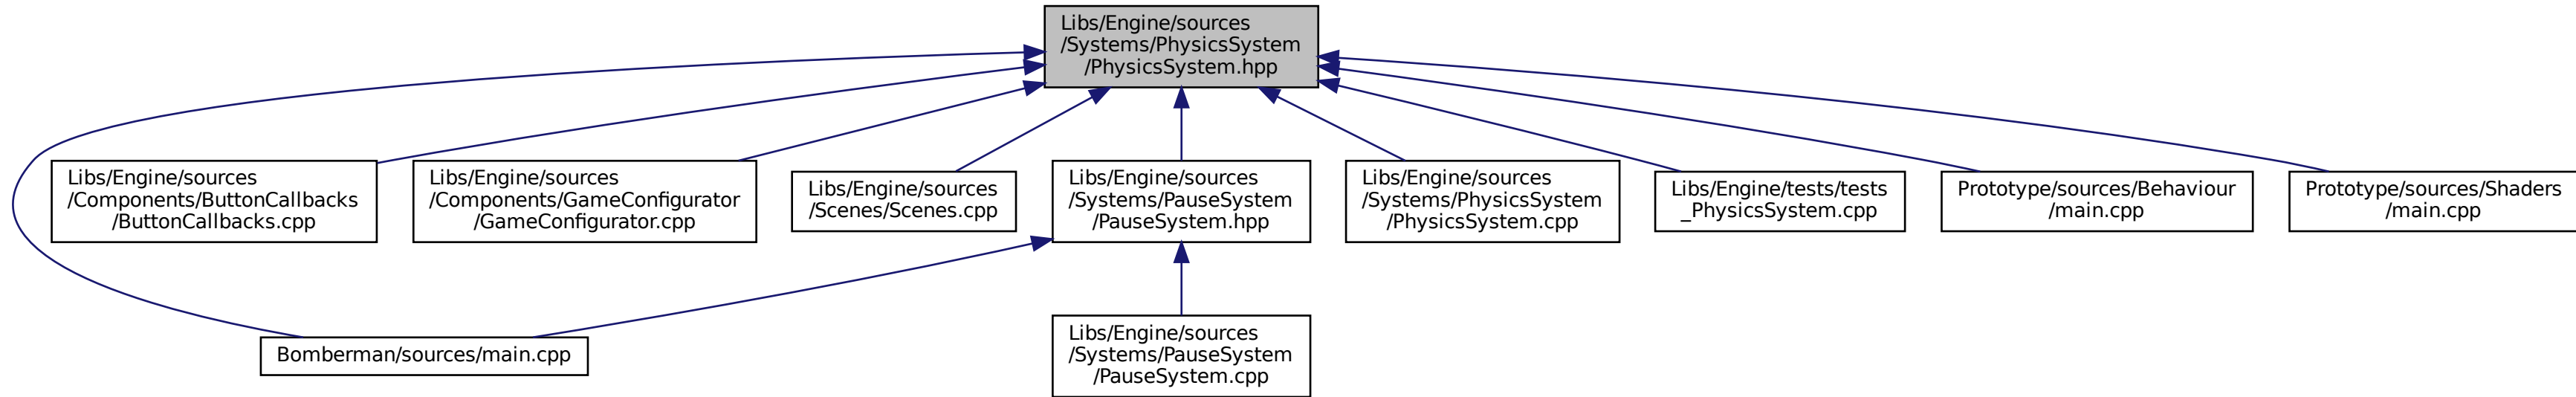 Libs/Engine/sources
/Systems/PhysicsSystem
/PhysicsSystem.hpp
Libs/Engine/sources
/Components/ButtonCallbacks
/ButtonCallbacks.cpp
Libs/Engine/sources
/Components/GameConfigurator
/GameConfigurator.cpp
Libs/Engine/sources
/Scenes/Scenes.cpp
Libs/Engine/sources
/Systems/PauseSystem
/PauseSystem.hpp
Libs/Engine/sources
/Systems/PhysicsSystem
/PhysicsSystem.cpp
Libs/Engine/tests/tests
_PhysicsSystem.cpp
Prototype/sources/Behaviour
/main.cpp
Prototype/sources/Shaders
/main.cpp
Bomberman/sources/main.cpp
Libs/Engine/sources
/Systems/PauseSystem
/PauseSystem.cpp